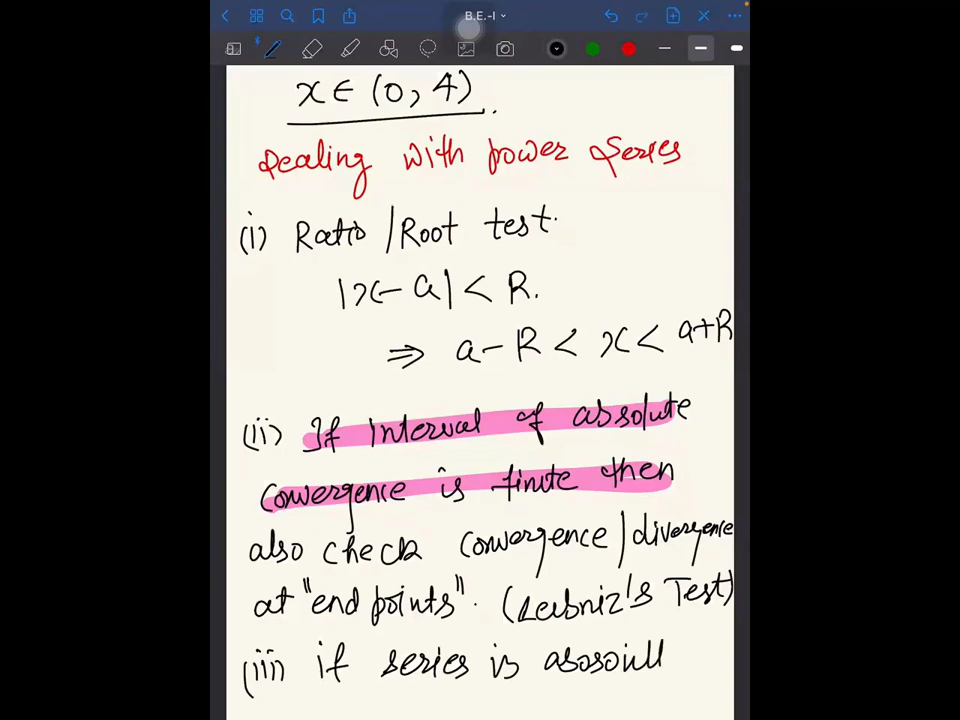 B.E.-I
x ∈ (0, 4).
Dealing with power Series
(i) Ratio/Root test.
|x-a| < R.
⇒ a-R < x < a+R
(ii) If interval of absolute
convergence is finite then
also check convergence/divergence
at "end points". (Leibniz's Test)
(iii) if series is